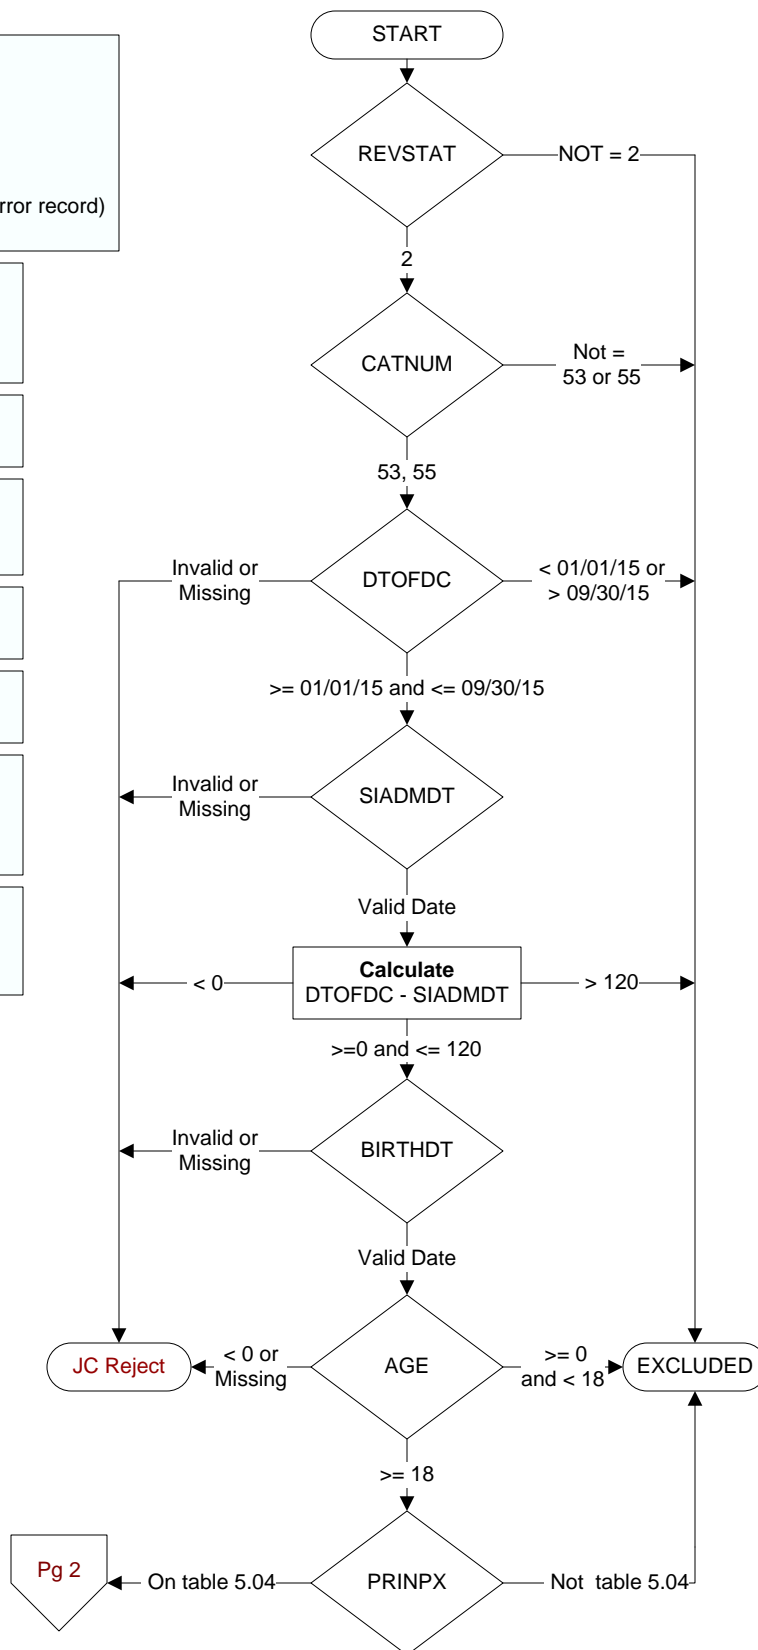 START
REVSTAT
NOT = 2
rror record)
2
CATNUM
Not =
53 or 55
53, 55
Invalid or
Missing
DTOFDC
< 01/01/15 or
> 09/30/15
>= 01/01/15 and <= 09/30/15
Invalid or
Missing
SIADMDT
Valid Date
< 0
Calculate
DTOFDC - SIADMDT
> 120
>=0 and <= 120
Invalid or
Missing
BIRTHDT
Valid Date
JC Reject
< 0 or
Missing
AGE
>= 0
and < 18
EXCLUDED
>= 18
Pg 2
On table 5.04
PRINPX
Not table 5.04